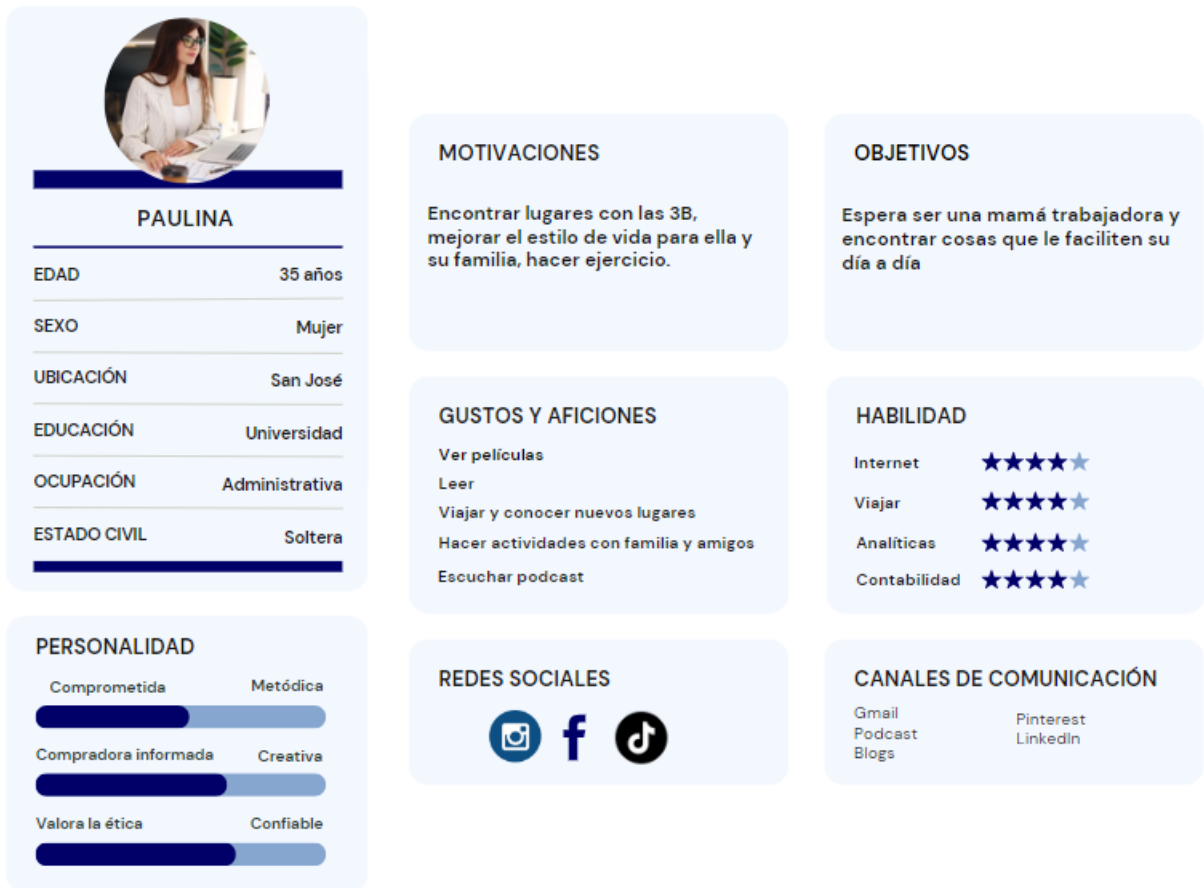 PAULINA
EDAD 35 años
SEXO Mujer
UBICACIÓN San José
EDUCACIÓN Universidad
OCUPACIÓN Administrativa
ESTADO CIVIL Soltera
PERSONALIDAD
Comprometida Metódica
Compradora informada Creativa
Valora la ética Confiable
MOTIVACIONES
Encontrar lugares con las 3B,
mejorar el estilo de vida para ella y
su familia, hacer ejercicio.
OBJETIVOS
Espera ser una mamá trabajadora y
encontrar cosas que le faciliten su
día a día
GUSTOS Y AFICIONES
Ver películas
Leer
Viajar y conocer nuevos lugares
Hacer actividades con familia y amigos
Escuchar podcast
HABILIDAD
Internet
Viajar
Analíticas
Contabilidad
REDES SOCIALES
CANALES DE COMUNICACIÓN
Gmail
Podcast
Blogs
Pinterest
LinkedIn